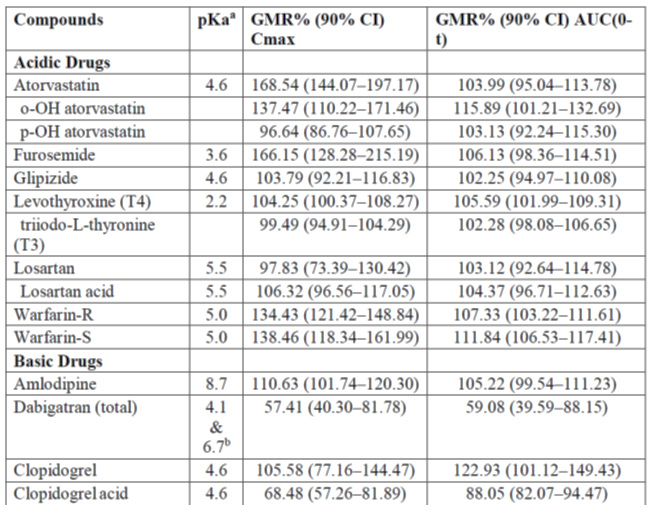 Compounds pKaᵃ GMR% (90% CI) Cmax GMR% (90% CI) AUC(0-t)
Acidic Drugs
Atorvastatin 4.6 168.54 (144.07–197.17) 103.99 (95.04–113.78)
o-OH atorvastatin 137.47 (110.22–171.46) 115.89 (101.21–132.69)
p-OH atorvastatin 96.64 (86.76–107.65) 103.13 (92.24–115.30)
Furosemide 3.6 166.15 (128.28–215.19) 106.13 (98.36–114.51)
Glipizide 4.6 103.79 (92.21–116.83) 102.25 (94.97–110.08)
Levothyroxine (T4) 2.2 104.25 (100.37–108.27) 105.59 (101.99–109.31)
triiodo-L-thyronine (T3) 99.49 (94.91–104.29) 102.28 (98.08–106.65)
Losartan 5.5 97.83 (73.39–130.42) 103.12 (92.64–114.78)
Losartan acid 5.5 106.32 (96.56–117.05) 104.37 (96.71–112.63)
Warfarin-R 5.0 134.43 (121.42–148.84) 107.33 (103.22–111.61)
Warfarin-S 5.0 138.46 (118.34–161.99) 111.84 (106.53–117.41)
Basic Drugs
Amlodipine 8.7 110.63 (101.74–120.30) 105.22 (99.54–111.23)
Dabigatran (total) 4.1 & 6.7ᵇ 57.41 (40.30–81.78) 59.08 (39.59–88.15)
Clopidogrel 4.6 105.58 (77.16–144.47) 122.93 (101.12–149.43)
Clopidogrel acid 4.6 68.48 (57.26–81.89) 88.05 (82.07–94.47)